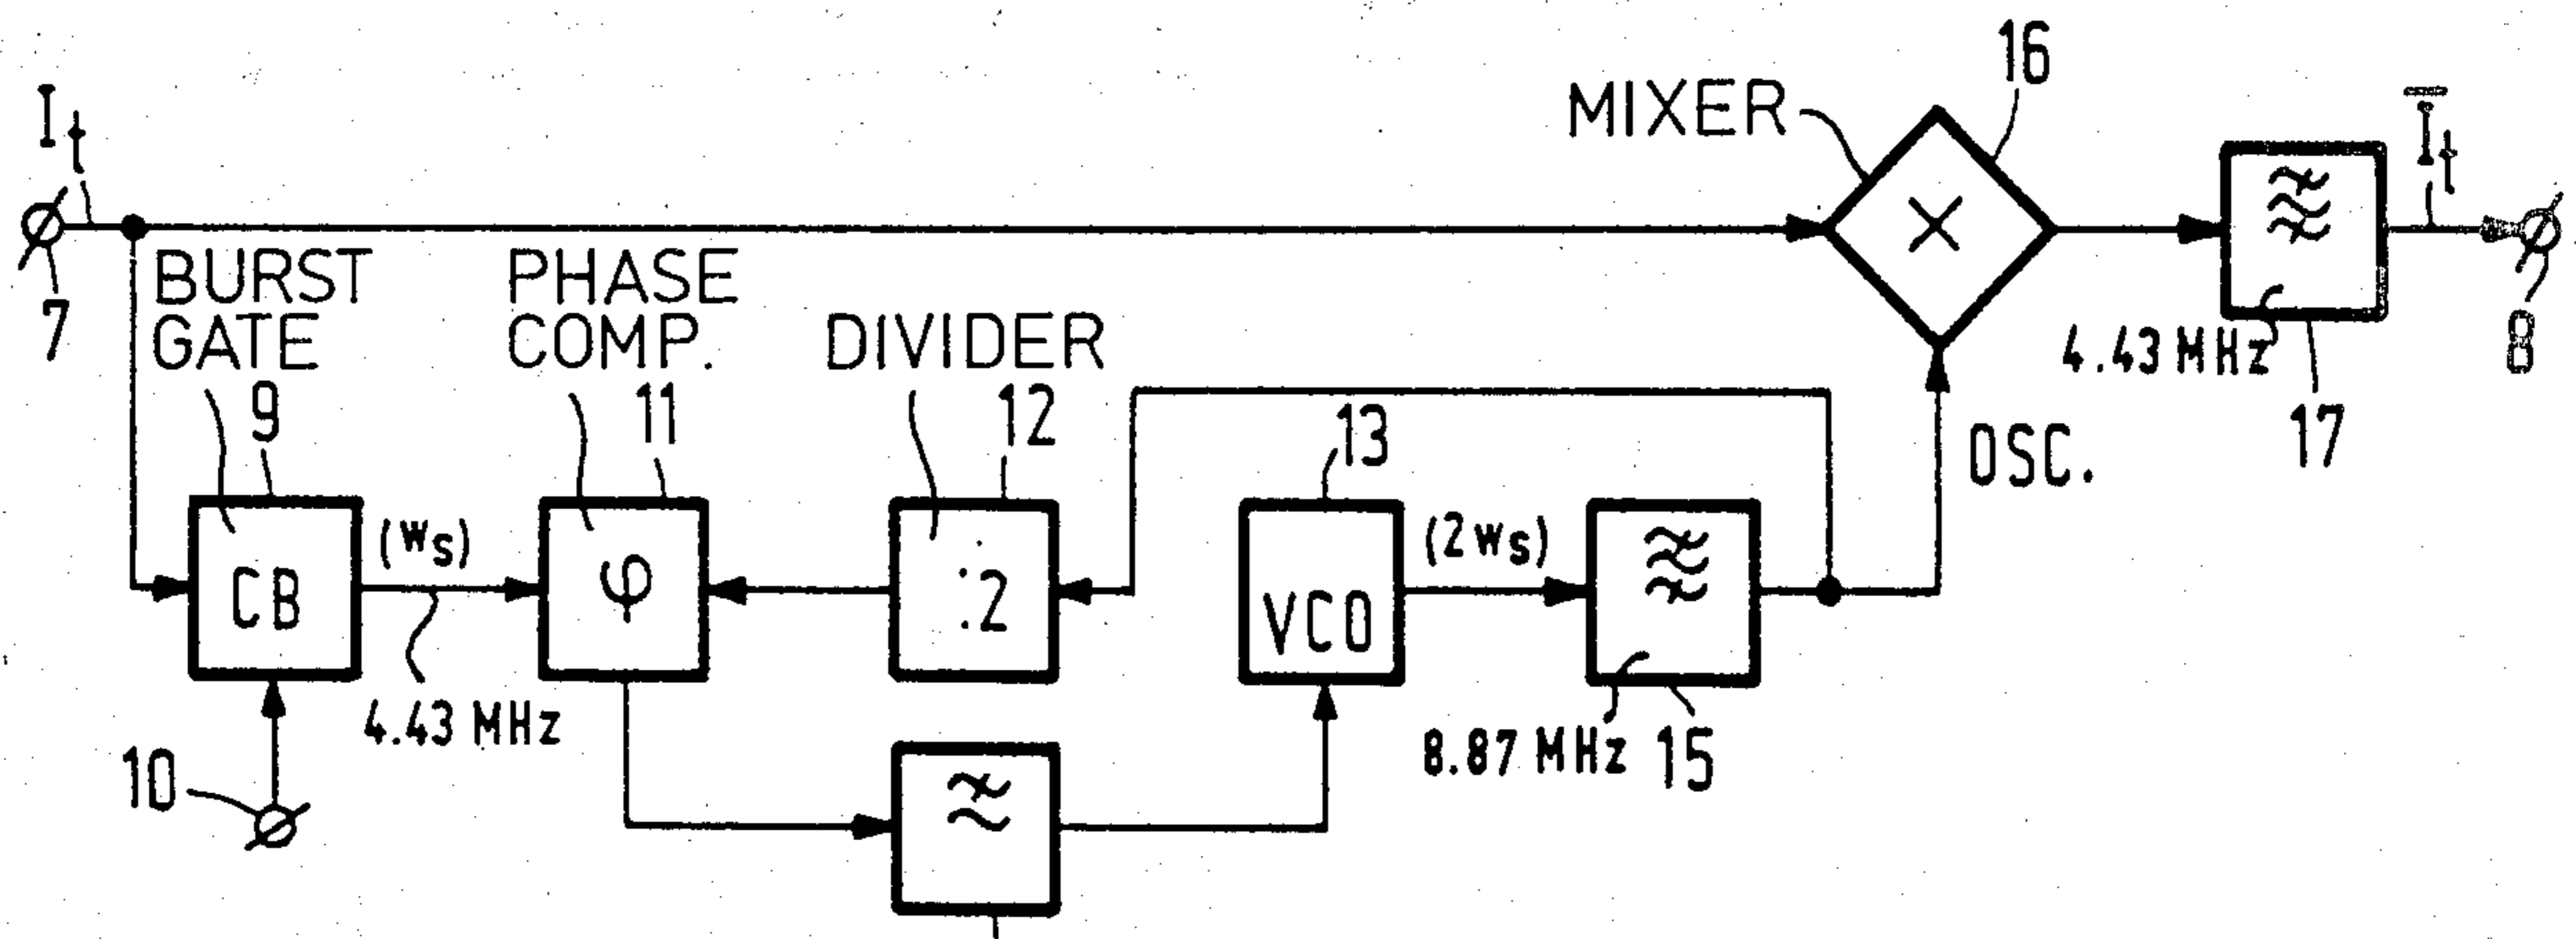 16
MIXER
It
Īt
×
BURST
GATE
PHASE
COMP.
DIVIDER
7
9
11
12
13
4.43 MHz
17
8
OSC.
CB
(ws)
φ
:2
VCO
(2ws)
4.43 MHz
8.87 MHz
15
10